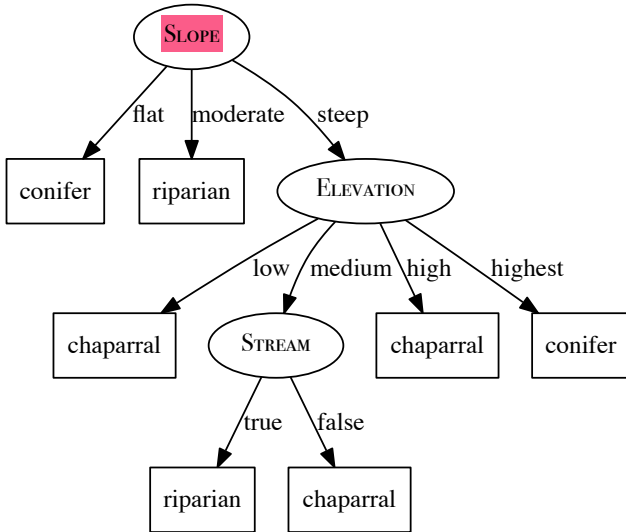 Slope
flat moderate steep
conifer riparian Elevation
low medium high highest
chaparral Stream chaparral conifer
true false
riparian chaparral